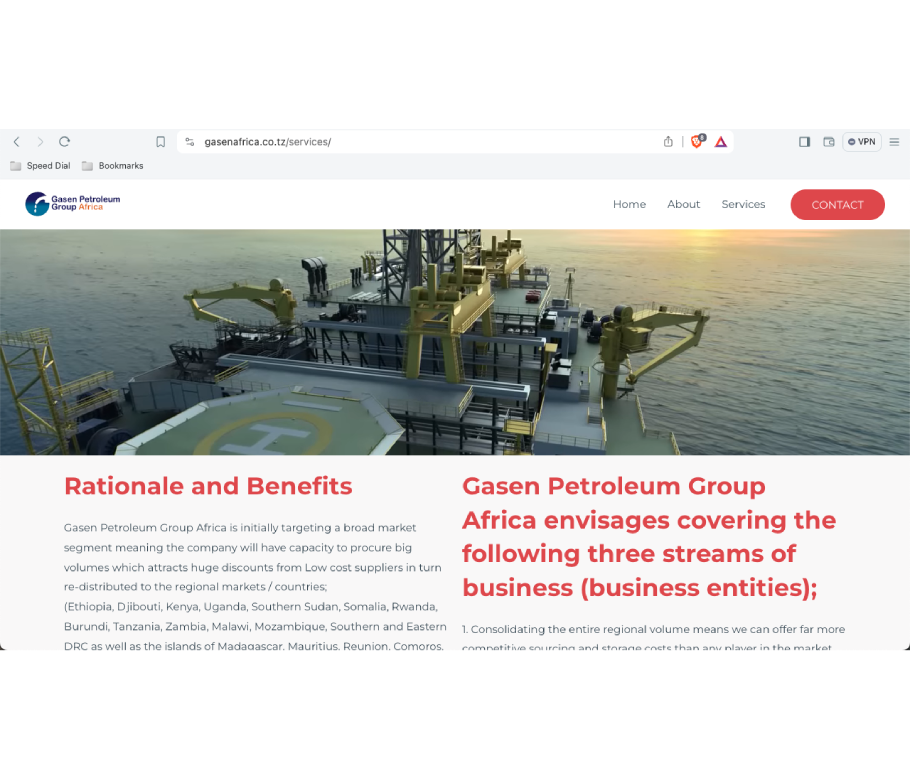 gasenafrica.co.tz/services/
8
VPN
Speed Dial
Bookmarks
Gasen Petroleum
Group Africa
Home
About
Services
CONTACT
H
Rationale and Benefits
Gasen Petroleum Group Africa is initially targeting a broad market
segment meaning the company will have capacity to procure big
volumes which attracts huge discounts from Low cost suppliers in turn
re-distributed to the regional markets / countries;
(Ethiopia, Djibouti, Kenya, Uganda, Southern Sudan, Somalia, Rwanda,
Burundi, Tanzania, Zambia, Malawi, Mozambique, Southern and Eastern
DRC as well as the islands of Madagascar, Mauritius, Reunion, Comoros,
Gasen Petroleum Group
Africa envisages covering the
following three streams of
business (business entities);
1. Consolidating the entire regional volume means we can offer far more
competitive sourcing and storage costs than any player in the market